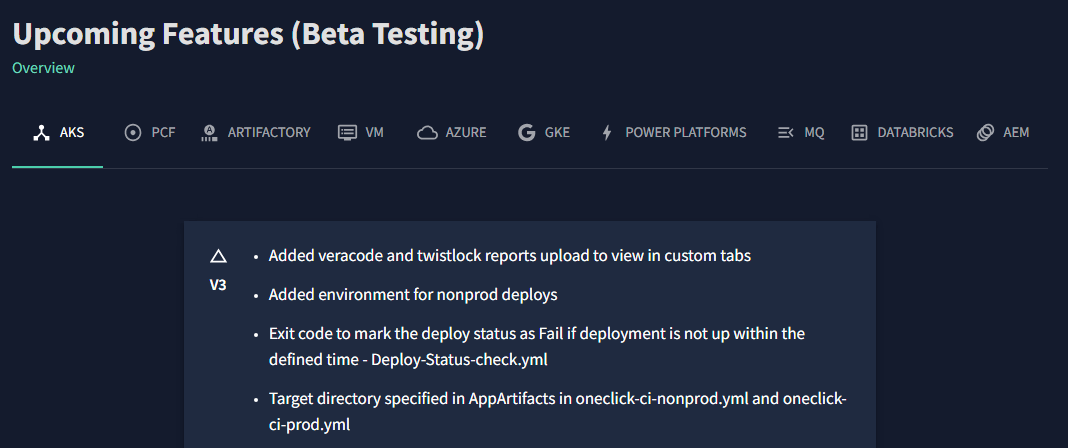 Upcoming Features (Beta Testing)
Overview
AKS PCF ARTIFACTORY VM AZURE GKE POWER PLATFORMS MQ DATABRICKS AEM
V3
• Added veracode and twistlock reports upload to view in custom tabs
• Added environment for nonprod deploys
• Exit code to mark the deploy status as Fail if deployment is not up within the
defined time - Deploy-Status-check.yml
• Target directory specified in AppArtifacts in oneclick-ci-nonprod.yml and oneclick-
ci-prod.yml